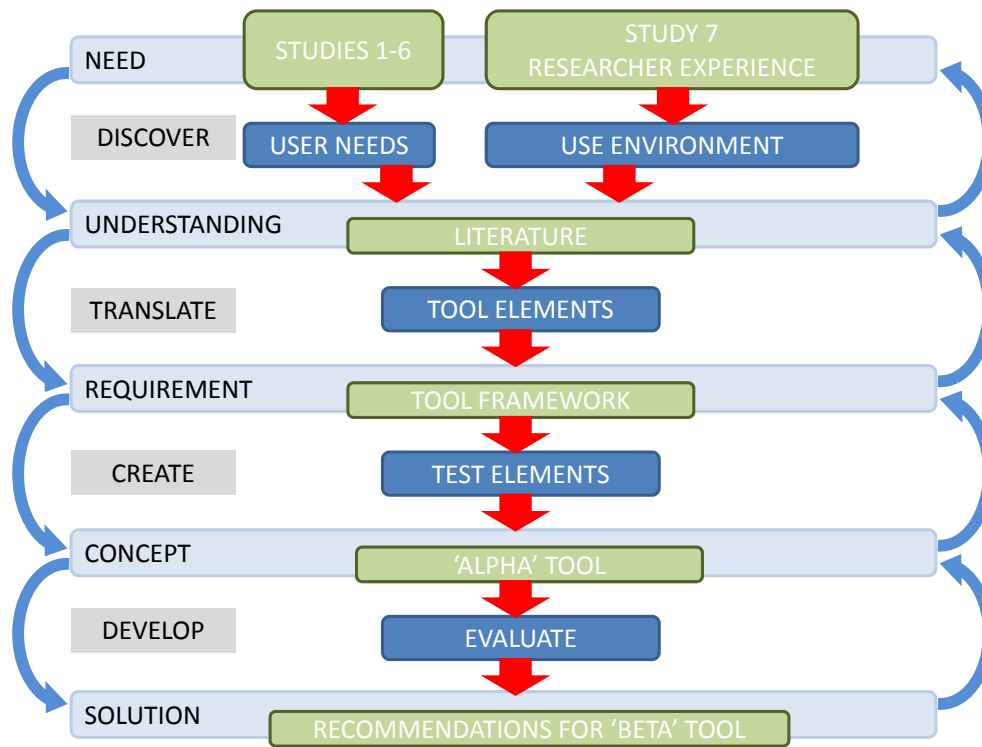 NEED
STUDIES 1-6
STUDY 7
RESEARCHER EXPERIENCE
DISCOVER
USER NEEDS
USE ENVIRONMENT
UNDERSTANDING
LITERATURE
TRANSLATE
TOOL ELEMENTS
REQUIREMENT
TOOL FRAMEWORK
CREATE
TEST ELEMENTS
CONCEPT
‘ALPHA’ TOOL
DEVELOP
EVALUATE
SOLUTION
RECOMMENDATIONS FOR ‘BETA’ TOOL